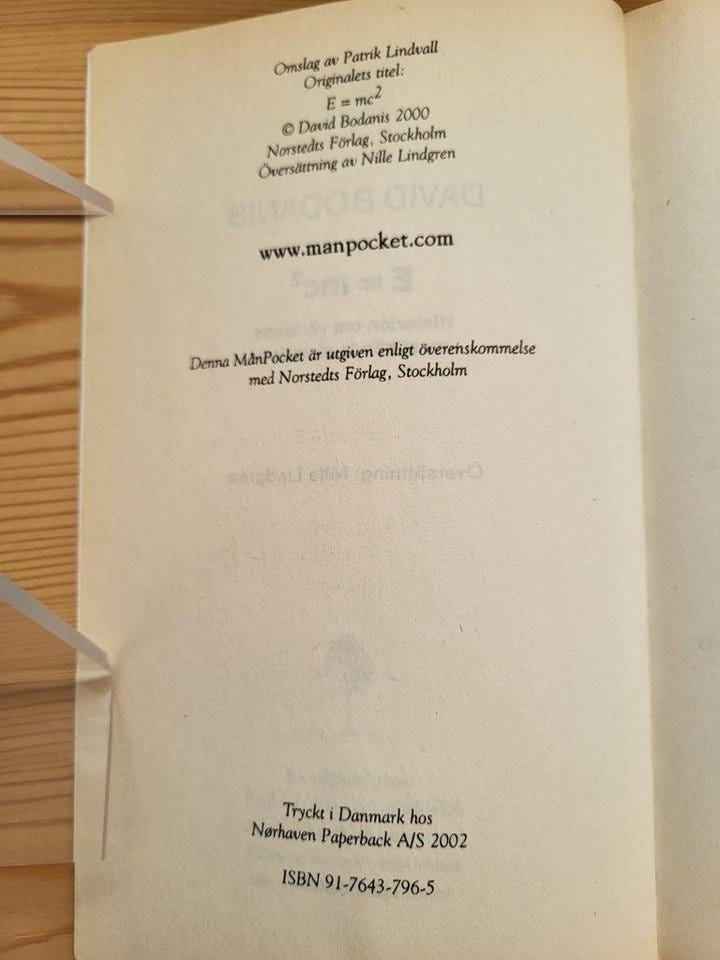 Omslag av Patrik Lindvall
Originalets titel:
E = mc²
© David Bodanis 2000
Norstedts Förlag, Stockholm
Översättning av Nille Lindgren
www.manpocket.com
Denna MånPocket är utgiven enligt överenskommelse
med Norstedts Förlag, Stockholm
Tryckt i Danmark hos
Nørhaven Paperback A/S 2002
ISBN 91-7643-796-5